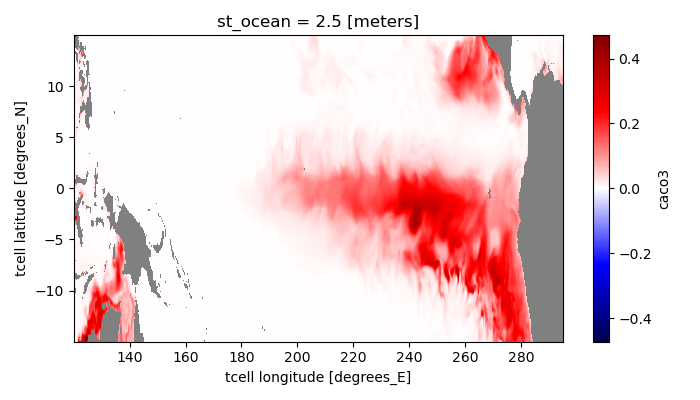 st_ocean = 2.5 [meters]
10
5
0
−5
−10
tcell latitude [degrees_N]
140 160 180 200 220 240 260 280
tcell longitude [degrees_E]
0.4
0.2
0.0
−0.2
−0.4
caco3